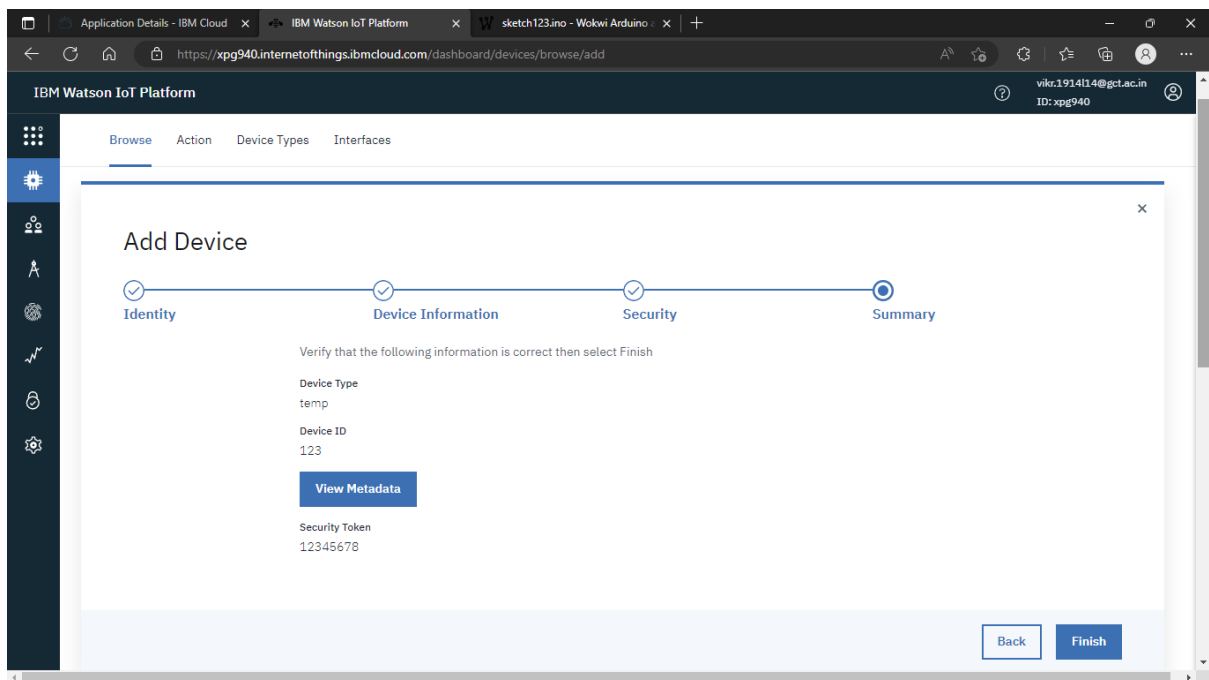 Application Details - IBM Cloud
IBM Watson IoT Platform
sketch123.ino - Wokwi Arduino
https://xpg940.internetofthings.ibmcloud.com/dashboard/devices/browse/add
IBM Watson IoT Platform
vikr.1914l14@gct.ac.in
ID: xpg940
Browse Action Device Types Interfaces
Add Device
Identity Device Information Security Summary
Verify that the following information is correct then select Finish
Device Type
temp
Device ID
123
View Metadata
Security Token
12345678
Back Finish